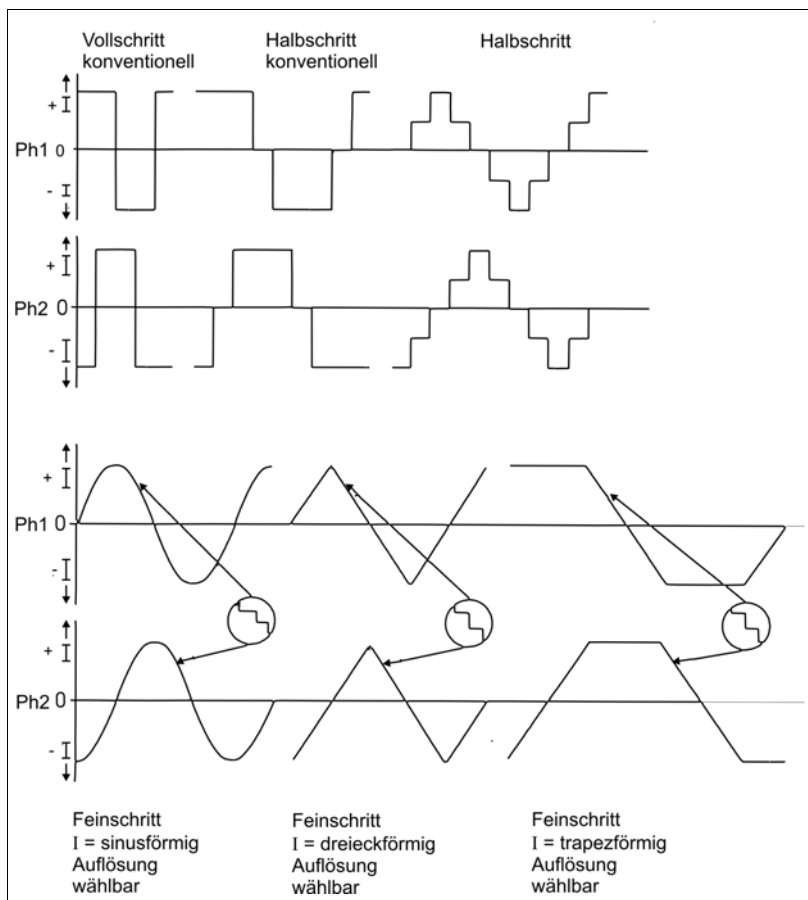 Vollschritt
konventionell
Halbschritt
konventionell
Halbschritt
+ I
Ph1 0
- I
+ I
Ph2 0
- I
+ I
Ph1 0
- I
+ I
Ph2 0
- I
Feinschritt
I = sinusförmig
Auflösung
wählbar
Feinschritt
I = dreieckförmig
Auflösung
wählbar
Feinschritt
I = trapezförmig
Auflösung
wählbar